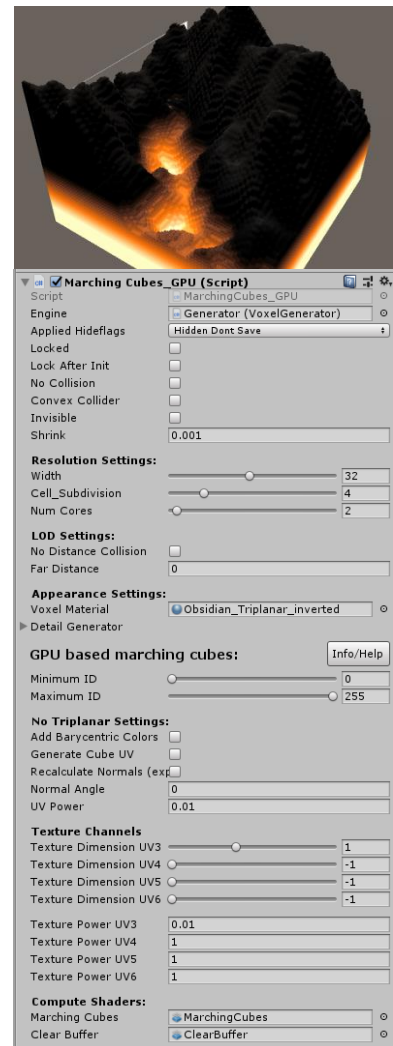 Marching Cubes_GPU (Script)
Script MarchingCubes_GPU
Engine Generator (VoxelGenerator)
Applied Hideflags Hidden Dont Save
Locked
Lock After Init
No Collision
Convex Collider
Invisible
Shrink 0.001
Resolution Settings:
Width 32
Cell_Subdivision 4
Num Cores 2
LOD Settings:
No Distance Collision
Far Distance 0
Appearance Settings:
Voxel Material Obsidian_Triplanar_inverted
Detail Generator
GPU based marching cubes: Info/Help
Minimum ID 0
Maximum ID 255
No Triplanar Settings:
Add Barycentric Colors
Generate Cube UV
Recalculate Normals (exp
Normal Angle 0
UV Power 0.01
Texture Channels
Texture Dimension UV3 1
Texture Dimension UV4 -1
Texture Dimension UV5 -1
Texture Dimension UV6 -1
Texture Power UV3 0.01
Texture Power UV4 1
Texture Power UV5 1
Texture Power UV6 1
Compute Shaders:
Marching Cubes MarchingCubes
Clear Buffer ClearBuffer